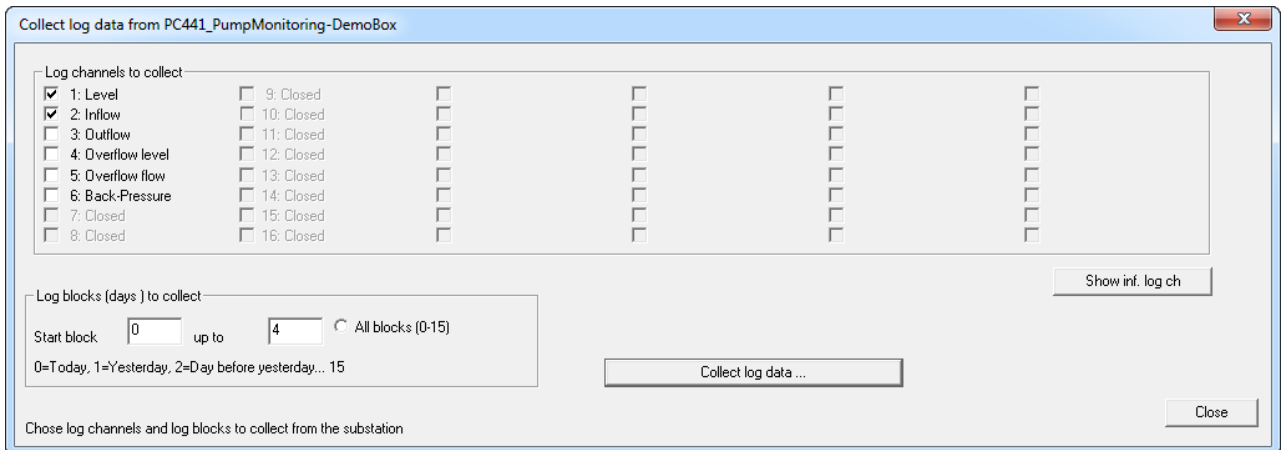 Collect log data from PC441_PumpMonitoring-DemoBox
Log channels to collect
1: Level
2: Inflow
3: Outflow
4: Overflow level
5: Overflow flow
6: Back-Pressure
7: Closed
8: Closed
9: Closed
10: Closed
11: Closed
12: Closed
13: Closed
14: Closed
15: Closed
16: Closed
Show inf. log ch
Log blocks (days ) to collect
Start block 0 up to 4 All blocks (0-15)
0=Today, 1=Yesterday, 2=Day before yesterday... 15
Collect log data ...
Close
Chose log channels and log blocks to collect from the substation